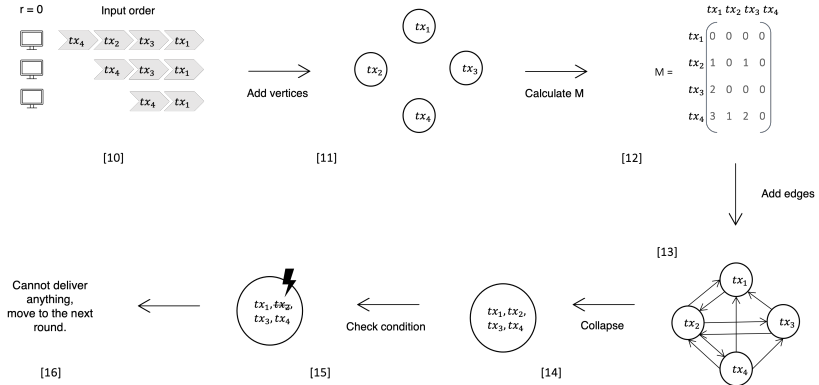 r = 0
Input order
tx₄ tx₂ tx₃ tx₁
tx₄ tx₃ tx₁
tx₄ tx₁
[10]
Add vertices
tx₁
tx₂
tx₃
tx₄
[11]
Calculate M
[12]
tx₁ tx₂ tx₃ tx₄
tx₁ 0 0 0 0
tx₂ 1 0 1 0
M =
tx₃ 2 0 0 0
tx₄ 3 1 2 0
Add edges
[13]
tx₁
tx₂
tx₃
tx₄
Collapse
tx₁, tx₂,
tx₃, tx₄
[14]
Check condition
tx₁, tx₂,
tx₃, tx₄
[15]
Cannot deliver
anything,
move to the next
round.
[16]